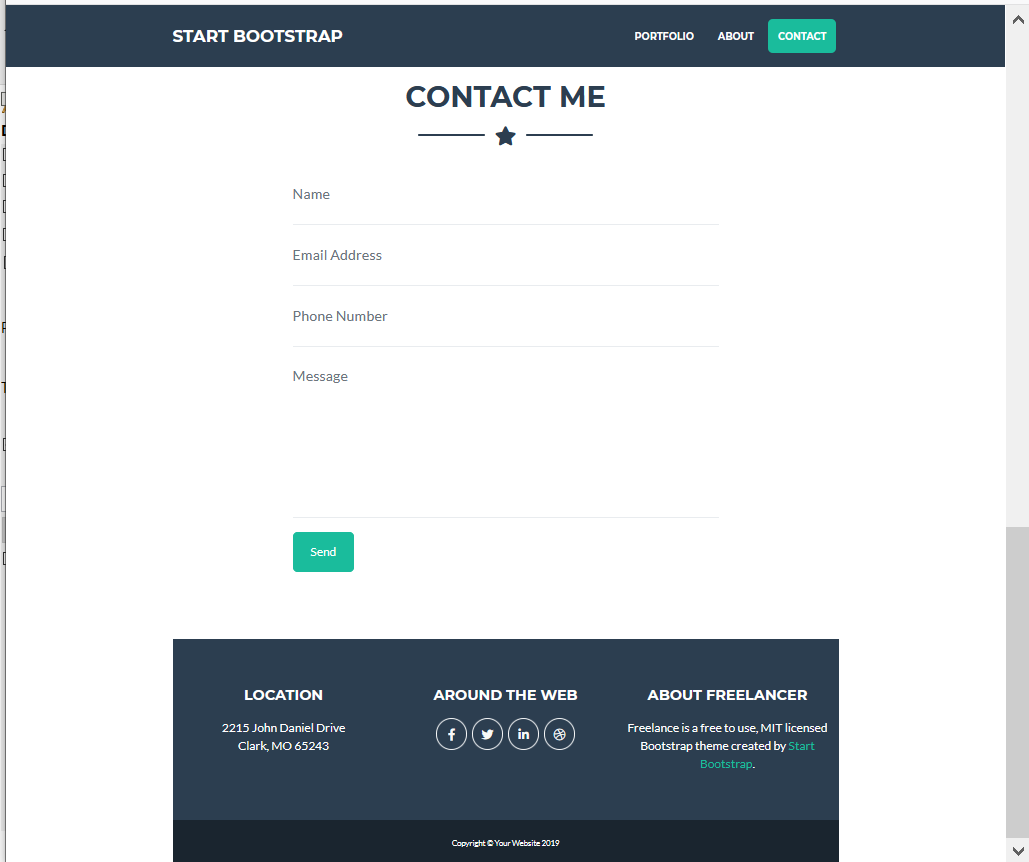 START BOOTSTRAP
PORTFOLIO
ABOUT
CONTACT
CONTACT ME
Name
Email Address
Phone Number
Message
Send
LOCATION
2215 John Daniel Drive
Clark, MO 65243
AROUND THE WEB
ABOUT FREELANCER
Freelance is a free to use, MIT licensed
Bootstrap theme created by Start
Bootstrap.
Copyright © Your Website 2019